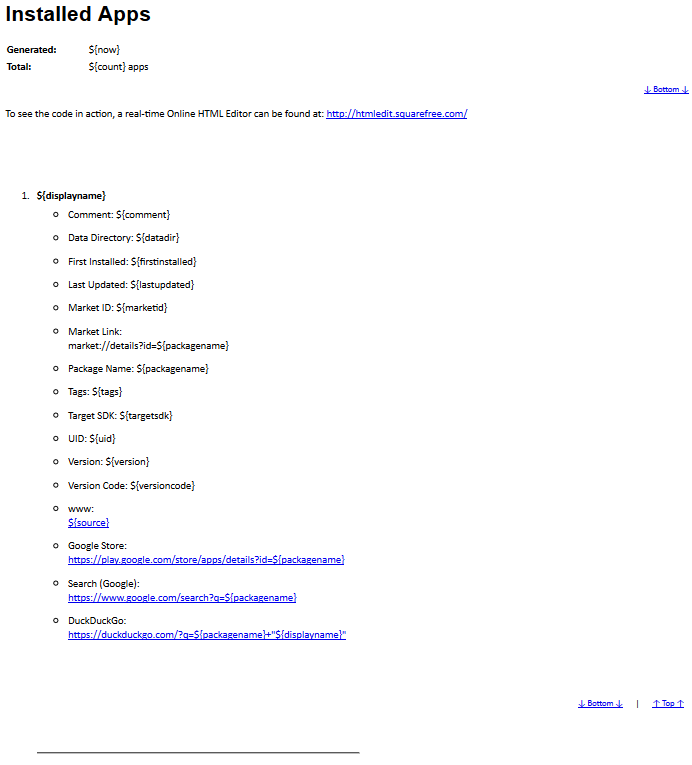 Installed Apps
Generated: ${now}
Total: ${count} apps
↓ Bottom ↓
To see the code in action, a real-time Online HTML Editor can be found at: http://htmledit.squarefree.com/
1. ${displayname}
Comment: ${comment}
Data Directory: ${datadir}
First Installed: ${firstinstalled}
Last Updated: ${lastupdated}
Market ID: ${marketid}
Market Link:
market://details?id=${packagename}
Package Name: ${packagename}
Tags: ${tags}
Target SDK: ${targetsdk}
UID: ${uid}
Version: ${version}
Version Code: ${versioncode}
www:
${source}
Google Store:
https://play.google.com/store/apps/details?id=${packagename}
Search (Google):
https://www.google.com/search?q=${packagename}
DuckDuckGo:
https://duckduckgo.com/?q=${packagename}+"${displayname}"
↓ Bottom ↓ | ↑ Top ↑